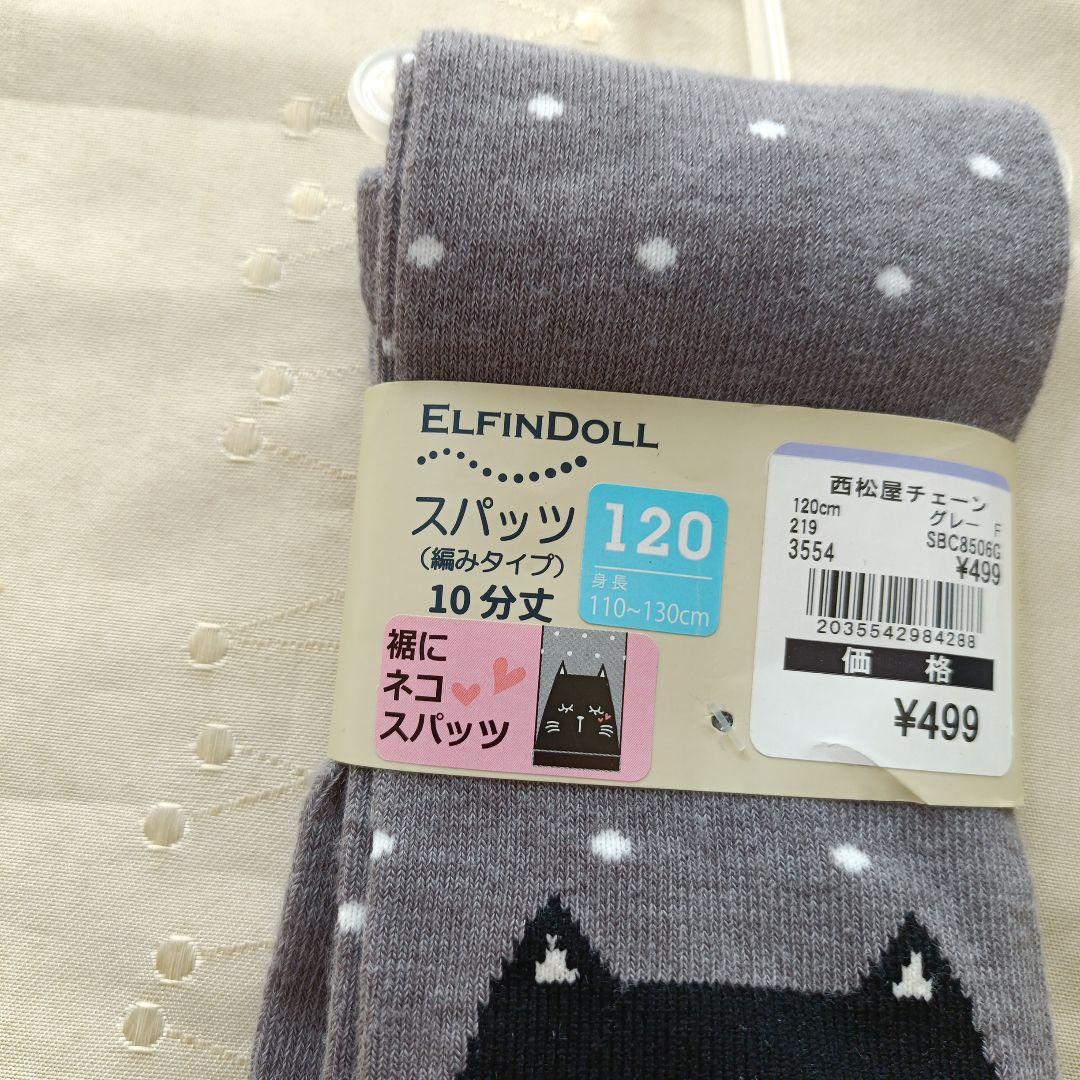 ELFINDOLL
スパッツ
(編みタイプ)
10分丈
120
身長
110~130cm
裾に
ネコ
スパッツ
西松屋チェーン
120cm グレー F
219 SBC8506G
3554 ¥499
2035542984288
価格
¥499